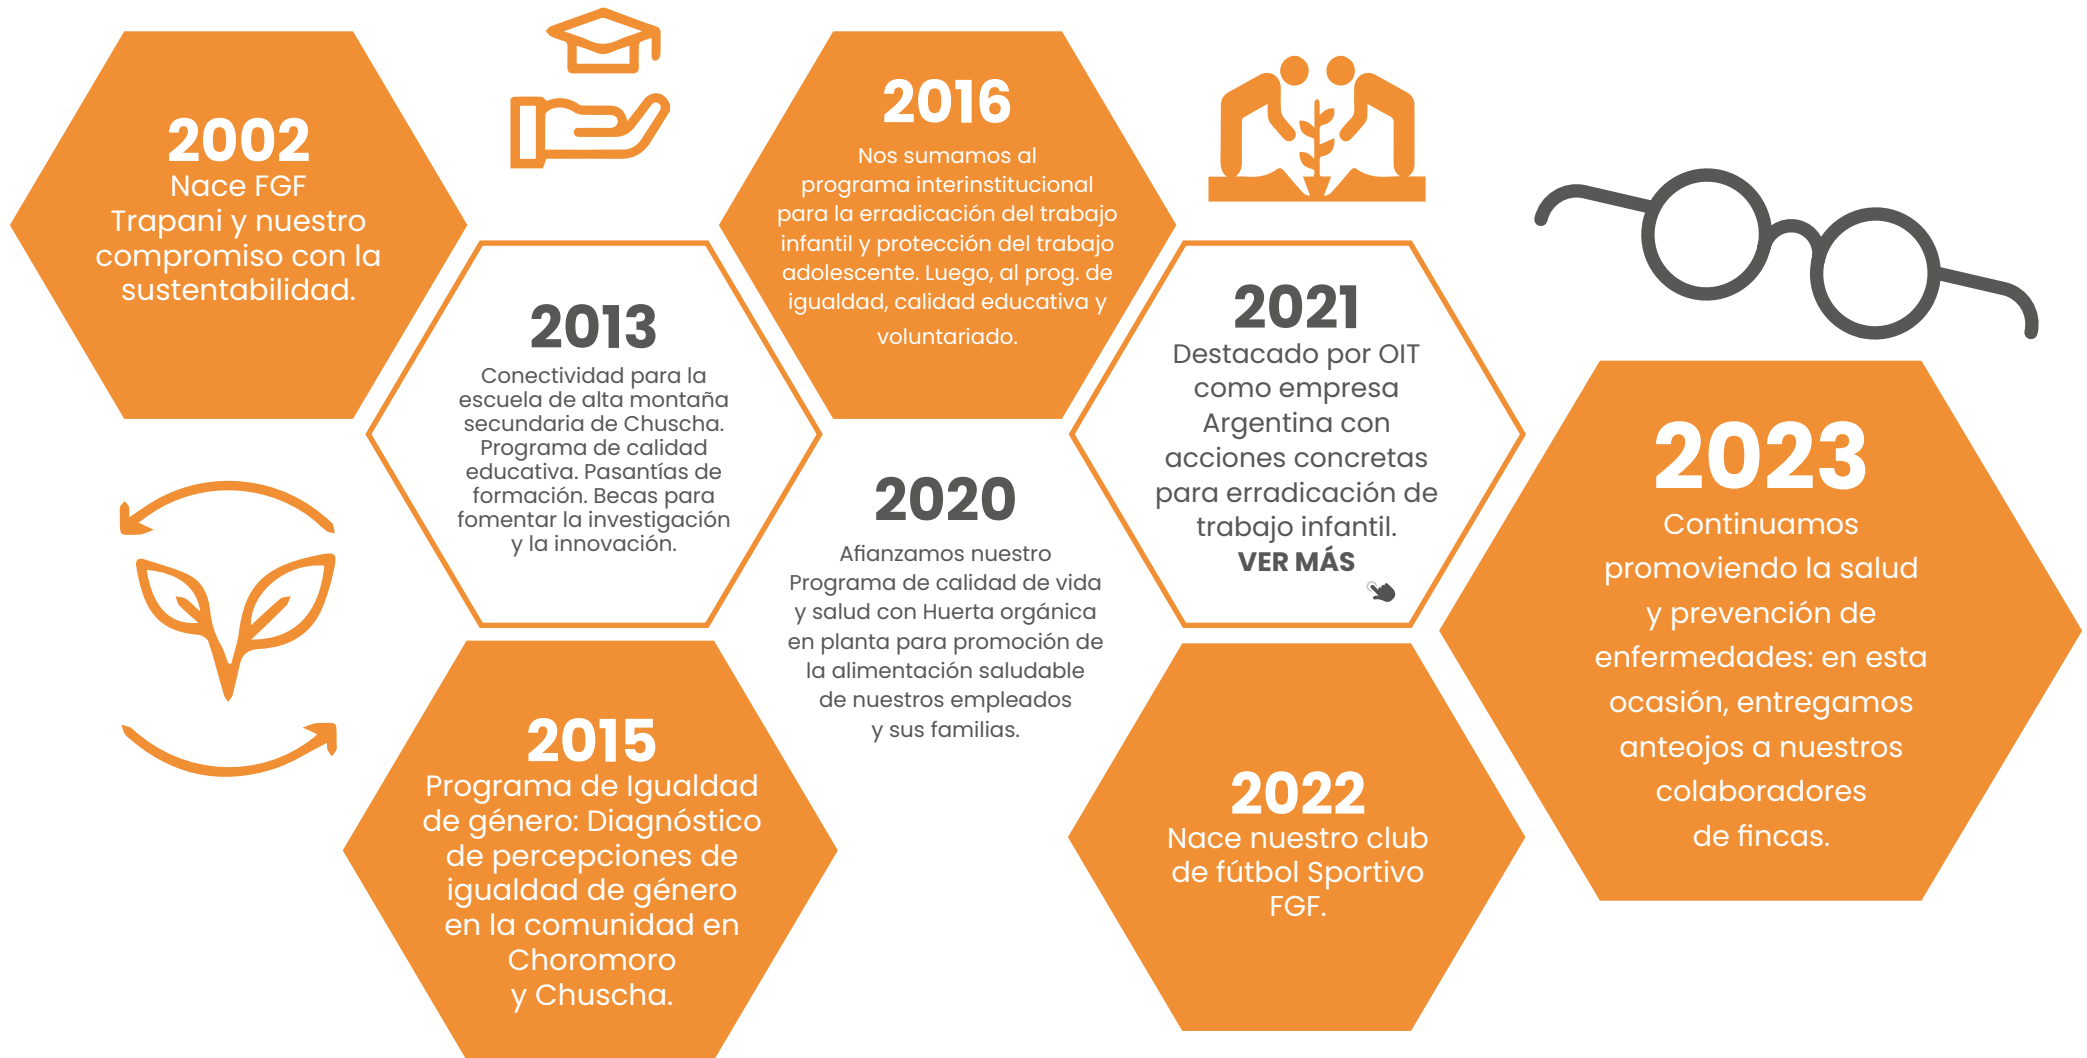 2002
Nace FGF
Trapani y nuestro
compromiso con la
sustentabilidad.
2013
Conectividad para la
escuela de alta montaña
secundaria de Chuscha.
Programa de calidad
educativa. Pasantías de
formación. Becas para
fomentar la investigación
y la innovación.
2015
Programa de Igualdad
de género: Diagnóstico
de percepciones de
igualdad de género
en la comunidad en
Choromoro
y Chuscha.
2016
Nos sumamos al
programa interinstitucional
para la erradicación del trabajo
infantil y protección del trabajo
adolescente. Luego, al prog. de
igualdad, calidad educativa y
voluntariado.
2020
Afianzamos nuestro
Programa de calidad de vida
y salud con Huerta orgánica
en planta para promoción de
la alimentación saludable
de nuestros empleados
y sus familias.
2021
Destacado por OIT
como empresa
Argentina con
acciones concretas
para erradicación de
trabajo infantil.
VER MÁS
2022
Nace nuestro club
de fútbol Sportivo
FGF.
2023
Continuamos
promoviendo la salud
y prevención de
enfermedades: en esta
ocasión, entregamos
anteojos a nuestros
colaboradores
de fincas.